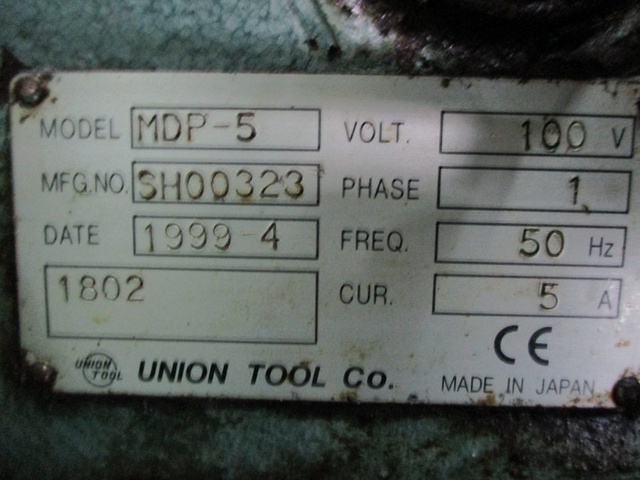 MODEL MDP-5 VOLT. 100 V
MFG.NO. SH00323 PHASE 1
DATE 1999-4 FREQ. 50 Hz
1802 CUR. 5 A
CE
UNION TOOL UNION TOOL Co. MADE IN JAPAN